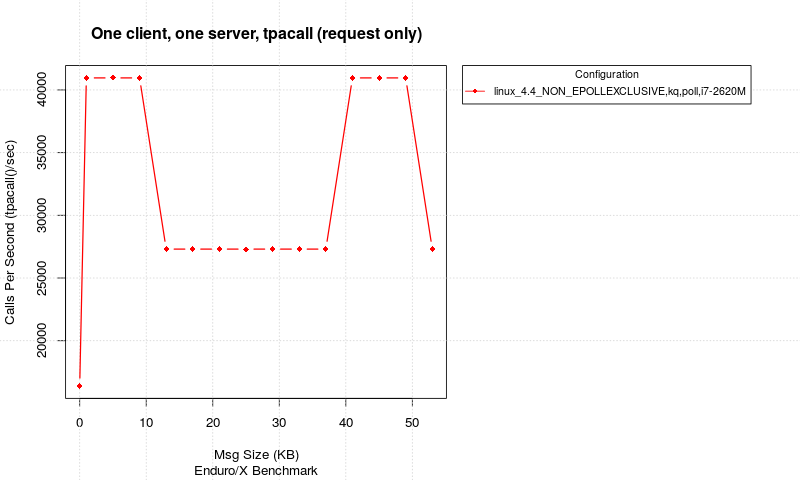 One client, one server, tpacall (request only)
Configuration
linux_4.4_NON_EPOLLEXCLUSIVE,kq,poll,i7-2620M
Calls Per Second (tpacall()/sec)
40000
35000
30000
25000
20000
0 10 20 30 40 50
Msg Size (KB)
Enduro/X Benchmark